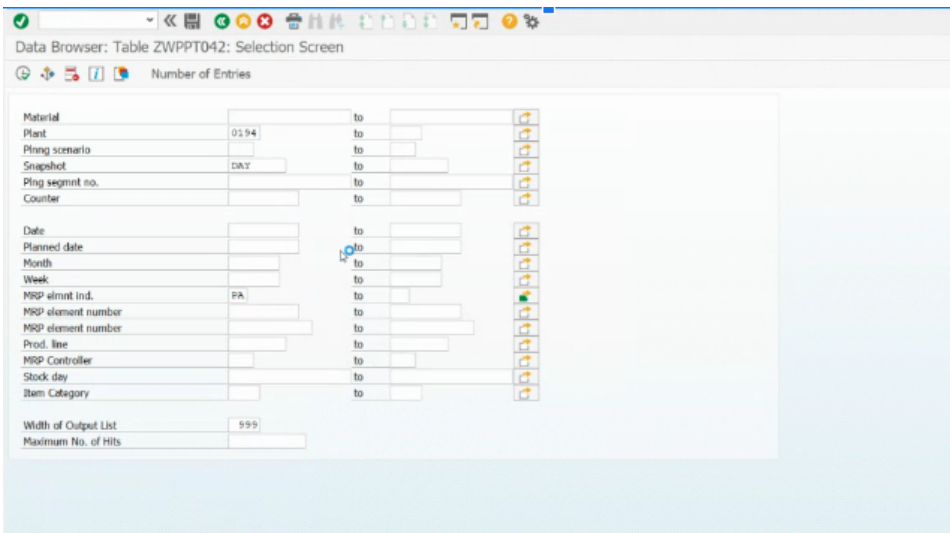 Data Browser: Table ZWPPT042: Selection Screen
Number of Entries
Material to
Plant 0194 to
Plnng scenario to
Snapshot DAY to
Plng segmnt no. to
Counter to
Date to
Planned date to
Month to
Week to
MRP elmnt ind. PA to
MRP element number to
MRP element number to
Prod. line to
MRP Controller to
Stock day to
Item Category to
Width of Output List 999
Maximum No. of Hits